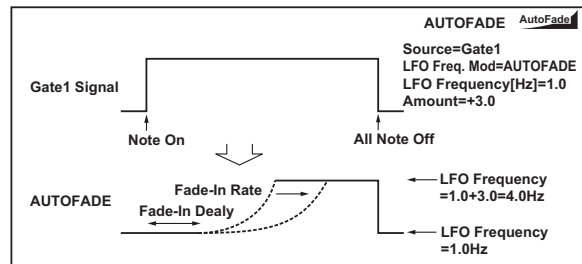 AUTOFADE AutoFade
Source=Gate1
LFO Freq. Mod=AUTOFADE
LFO Frequency[Hz]=1.0
Amount=+3.0
Gate1 Signal
Note On
All Note Off
AUTOFADE
Fade-In Rate
Fade-In Dealy
LFO Frequency
=1.0+3.0=4.0Hz
LFO Frequency
=1.0Hz